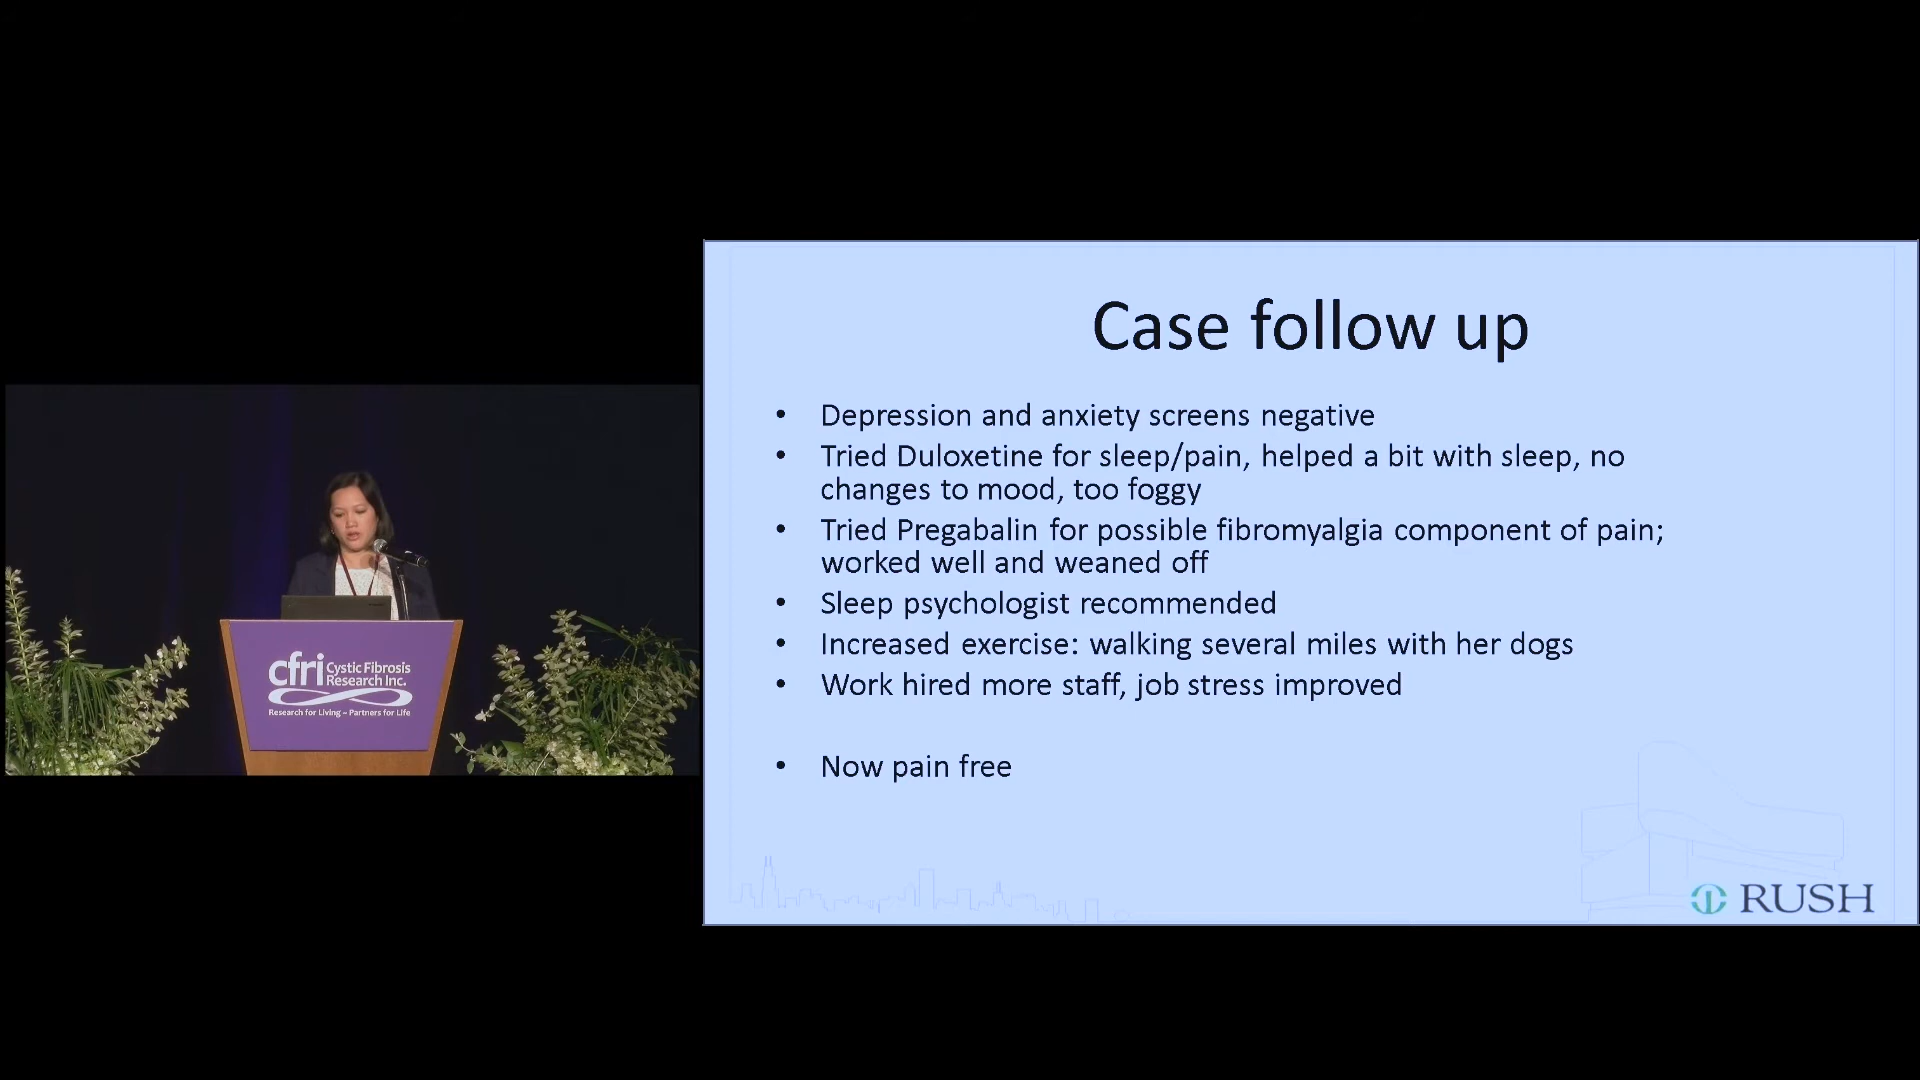 Case follow up
• Depression and anxiety screens negative
• Tried Duloxetine for sleep/pain, helped a bit with sleep, no
changes to mood, too foggy
• Tried Pregabalin for possible fibromyalgia component of pain;
worked well and weaned off
• Sleep psychologist recommended
• Increased exercise: walking several miles with her dogs
• Work hired more staff, job stress improved
• Now pain free
RUSH
cfri Cystic Fibrosis
Research Inc.
Research for Living – Partners for Life